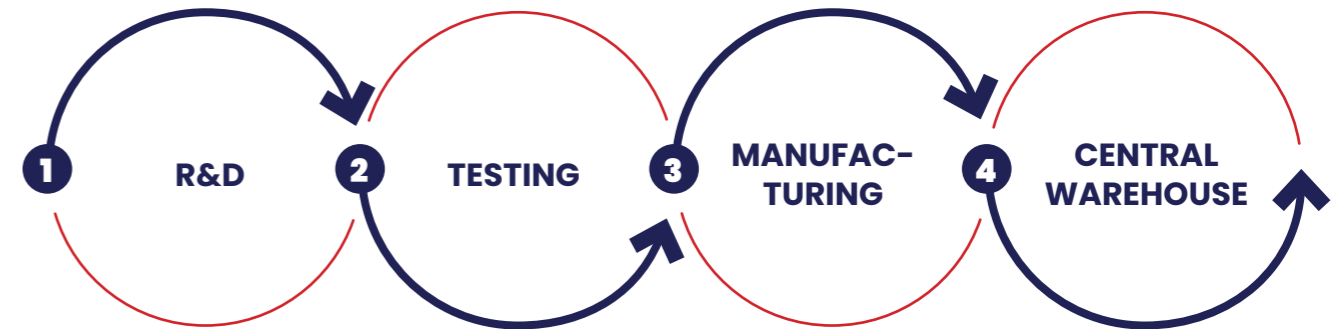 1
R&D
2
TESTING
3
MANUFAC-
TURING
4
CENTRAL
WAREHOUSE